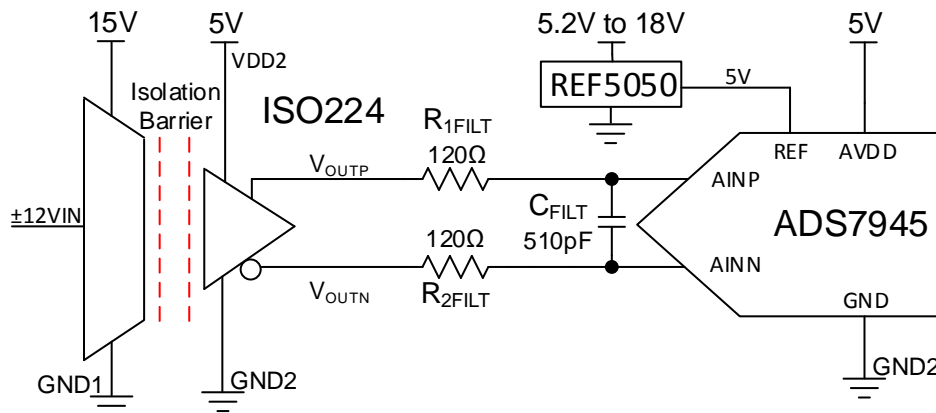 15V
5V
5.2V to 18V
5V
VDD2
REF5050
5V
Isolation
Barrier
ISO224
R1FILT
120Ω
REF
AVDD
VOUTP
AINP
±12VIN
CFILT
510pF
ADS7945
120Ω
AINN
VOUTN
R2FILT
GND
GND1
GND2
GND2